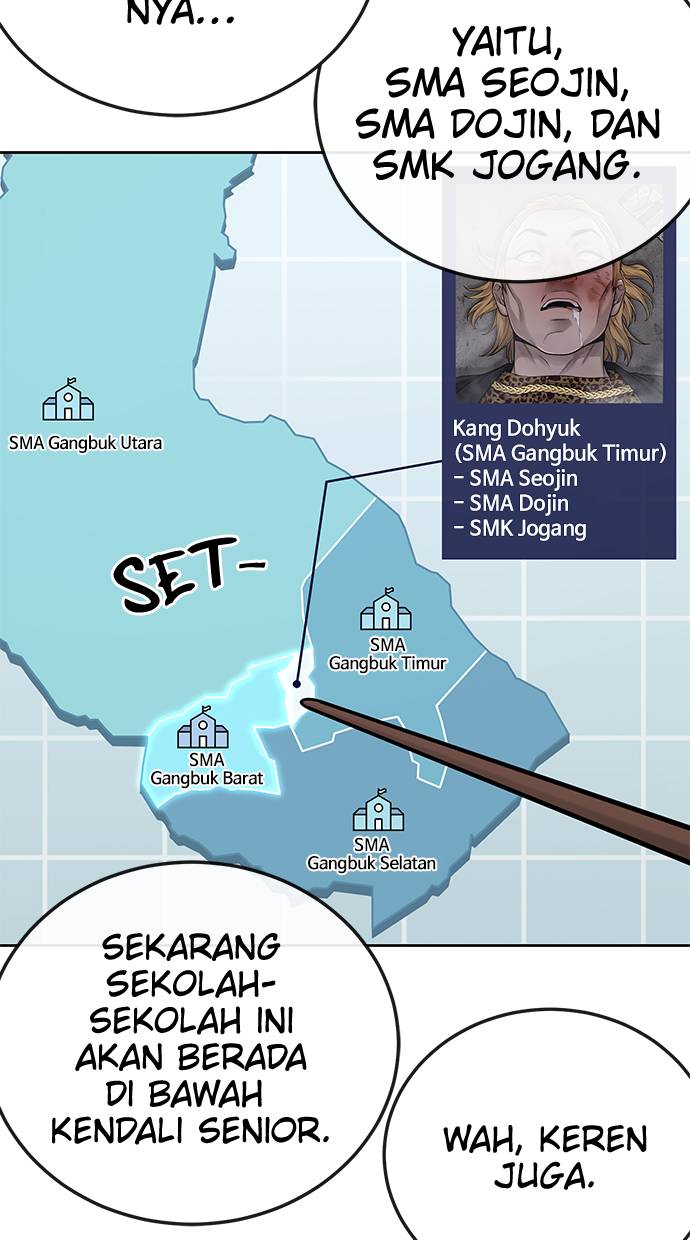 NYA...
YAITU,
SMA SEOJIN,
SMA DOJIN, DAN
SMK JOGANG.
Kang Dohyuk
(SMA Gangbuk Timur)
- SMA Seojin
- SMA Dojin
- SMK Jogang
SMA Gangbuk Utara
SET-
SMA
Gangbuk Timur
SMA
Gangbuk Barat
SMA
Gangbuk Selatan
SEKARANG
SEKOLAH-
SEKOLAH INI
AKAN BERADA
DI BAWAH
KENDALI SENIOR.
WAH, KEREN
JUGA.